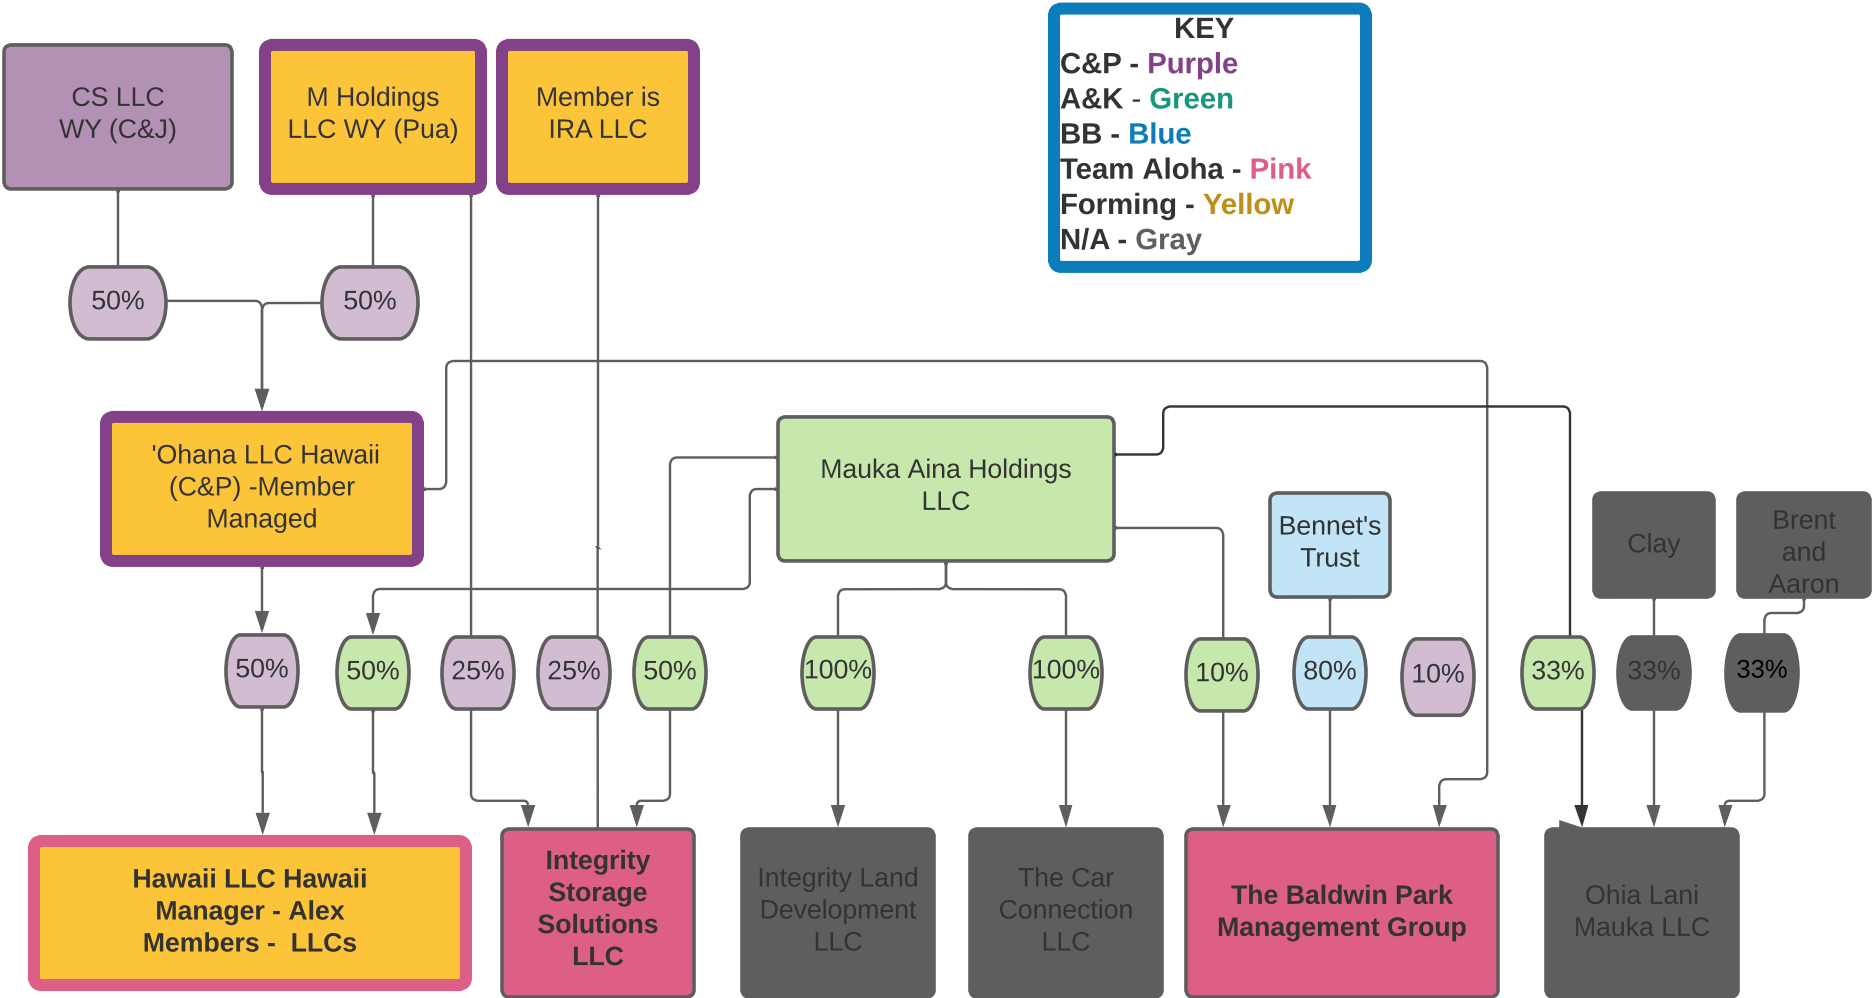 KEY
C&P - Purple
A&K - Green
BB - Blue
Team Aloha - Pink
Forming - Yellow
N/A - Gray
CS LLC
WY (C&J)
M Holdings
LLC WY (Pua)
Member is
IRA LLC
50%
50%
'Ohana LLC Hawaii
(C&P) -Member
Managed
Mauka Aina Holdings
LLC
Bennet's
Trust
Clay
Brent
and
Aaron
50%
50%
25%
25%
50%
100%
100%
10%
80%
10%
33%
33%
33%
Hawaii LLC Hawaii
Manager - Alex
Members - LLCs
Integrity
Storage
Solutions
LLC
Integrity Land
Development
LLC
The Car
Connection
LLC
The Baldwin Park
Management Group
Ohia Lani
Mauka LLC